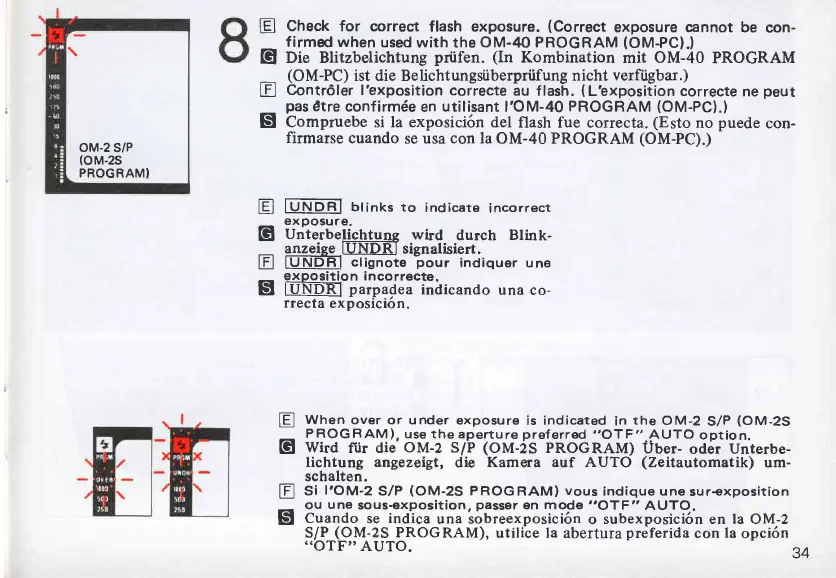 PRGM
1000
500
250
125
60
30
15
8
4
2
1
OM-2 S/P
(OM-2S
PROGRAM)
8
E Check for correct flash exposure. (Correct exposure cannot be con-
firmed when used with the OM-40 PROGRAM (OM-PC).)
G Die Blitzbelichtung prüfen. (In Kombination mit OM-40 PROGRAM
(OM-PC) ist die Belichtungsüberprüfung nicht verfügbar.)
F Contrôler l'exposition correcte au flash. (L'exposition correcte ne peut
pas être confirmée en utilisant l'OM-40 PROGRAM (OM-PC).)
S Compruebe si la exposición del flash fue correcta. (Esto no puede con-
firmarse cuando se usa con la OM-40 PROGRAM (OM-PC).)
E UNDR blinks to indicate incorrect
exposure.
G Unterbelichtung wird durch Blink-
anzeige UNDR signalisiert.
F UNDR clignote pour indiquer une
exposition incorrecte.
S UNDR parpadea indicando una co-
rrecta exposición.
PRGM
OVER
1000
500
250
PRGM
UNDR
1000
500
250
E When over or under exposure is indicated in the OM-2 S/P (OM-2S
PROGRAM), use the aperture preferred "OTF" AUTO option.
G Wird für die OM-2 S/P (OM-2S PROGRAM) Über- oder Unterbe-
lichtung angezeigt, die Kamera auf AUTO (Zeitautomatik) um-
schalten.
F Si l'OM-2 S/P (OM-2S PROGRAM) vous indique une sur-exposition
ou une sous-exposition, passer en mode "OTF" AUTO.
S Cuando se indica una sobreexposición o subexposición en la OM-2
S/P (OM-2S PROGRAM), utilice la abertura preferida con la opción
"OTF" AUTO.
34